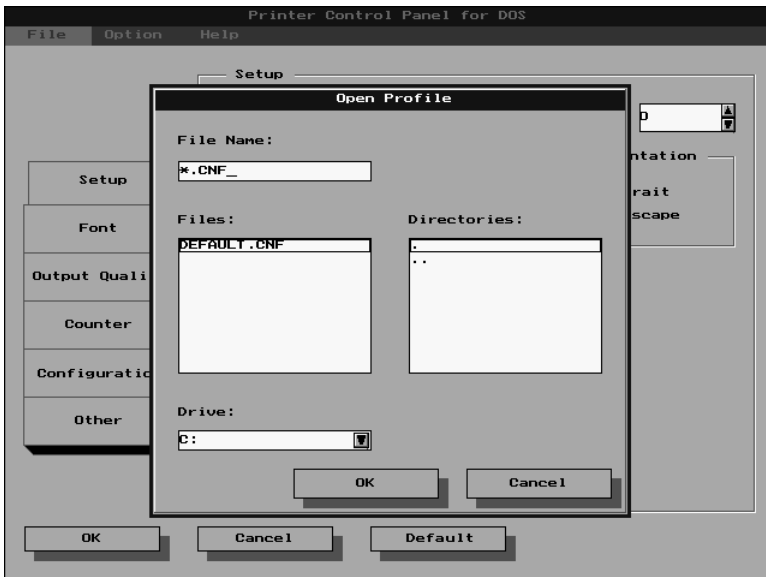 Printer Control Panel for DOS
File Option Help
Setup
Open Profile
D
File Name:
ntation
*.CNF_
Setup
rait
Files: Directories:
scape
Font
DEFAULT.CNF .
..
Output Quali
Counter
Configuratio
Other
Drive:
C:
OK Cancel
OK Cancel Default